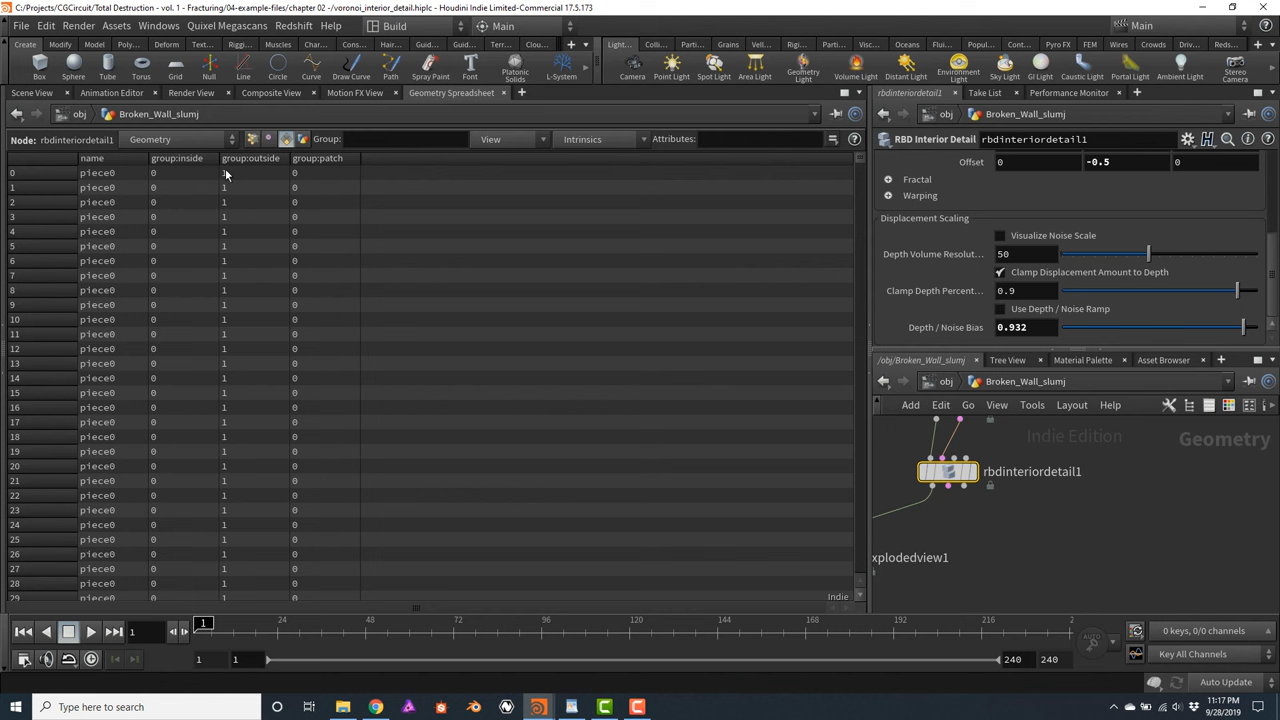 C:/Projects/CGCircuit/Total Destruction - vol. 1 - Fracturing/04-example-files/chapter 02 -/voronoi_interior_detail.hiplc - Houdini Indie Limited-Commercial 17.5.173
File Edit Render Assets Windows Quixel Megascans Redshift Help Build Main Main
Create Modify Model Poly... Deform Text... Riggi... Muscles Char... Cons... Hair... Guid... Guid... Terr... Clou... Light... Colli... Parti... Grains Vell... Rigi... Parti... Visc... Oceans Flui... Popul... Cont... Pyro FX FEM Wires Crowds Driv... Reds...
Box Sphere Tube Torus Grid Null Line Circle Curve Draw Curve Path Spray Paint Font Platonic Solids L-System Camera Point Light Spot Light Area Light Geometry Light Volume Light Distant Light Environment Light Sky Light GI Light Caustic Light Portal Light Ambient Light Stereo Camera
Scene View Animation Editor Render View Composite View Motion FX View Geometry Spreadsheet
obj Broken_Wall_slumj
Node: rbdinteriordetail1 Geometry Group: View Intrinsics Attributes:
name group:inside group:outside group:patch
0 piece0 0 1 0
1 piece0 0 1 0
2 piece0 0 1 0
3 piece0 0 1 0
4 piece0 0 1 0
5 piece0 0 1 0
6 piece0 0 1 0
7 piece0 0 1 0
8 piece0 0 1 0
9 piece0 0 1 0
10 piece0 0 1 0
11 piece0 0 1 0
12 piece0 0 1 0
13 piece0 0 1 0
14 piece0 0 1 0
15 piece0 0 1 0
16 piece0 0 1 0
17 piece0 0 1 0
18 piece0 0 1 0
19 piece0 0 1 0
20 piece0 0 1 0
21 piece0 0 1 0
22 piece0 0 1 0
23 piece0 0 1 0
24 piece0 0 1 0
25 piece0 0 1 0
26 piece0 0 1 0
27 piece0 0 1 0
28 piece0 0 1 0
29 piece0 0 1 0
Indie
rbdinteriordetail1 Take List Performance Monitor
obj Broken_Wall_slumj
RBD Interior Detail rbdinteriordetail1
Offset 0 -0.5 0
Fractal
Warping
Displacement Scaling
Visualize Noise Scale
Depth Volume Resolut... 50
Clamp Displacement Amount to Depth
Clamp Depth Percent... 0.9
Use Depth / Noise Ramp
Depth / Noise Bias 0.932
/obj/Broken_Wall_slumj Tree View Material Palette Asset Browser
obj Broken_Wall_slumj
Add Edit Go View Tools Layout Help
Indie Edition Geometry
rbdinteriordetail1
xplodedview1
1 1 24 48 72 96 120 144 168 192 216 2
AUTO
0 keys, 0/0 channels
1 1 240 240
Key All Channels
Auto Update
Type here to search
11:17 PM
9/28/2019